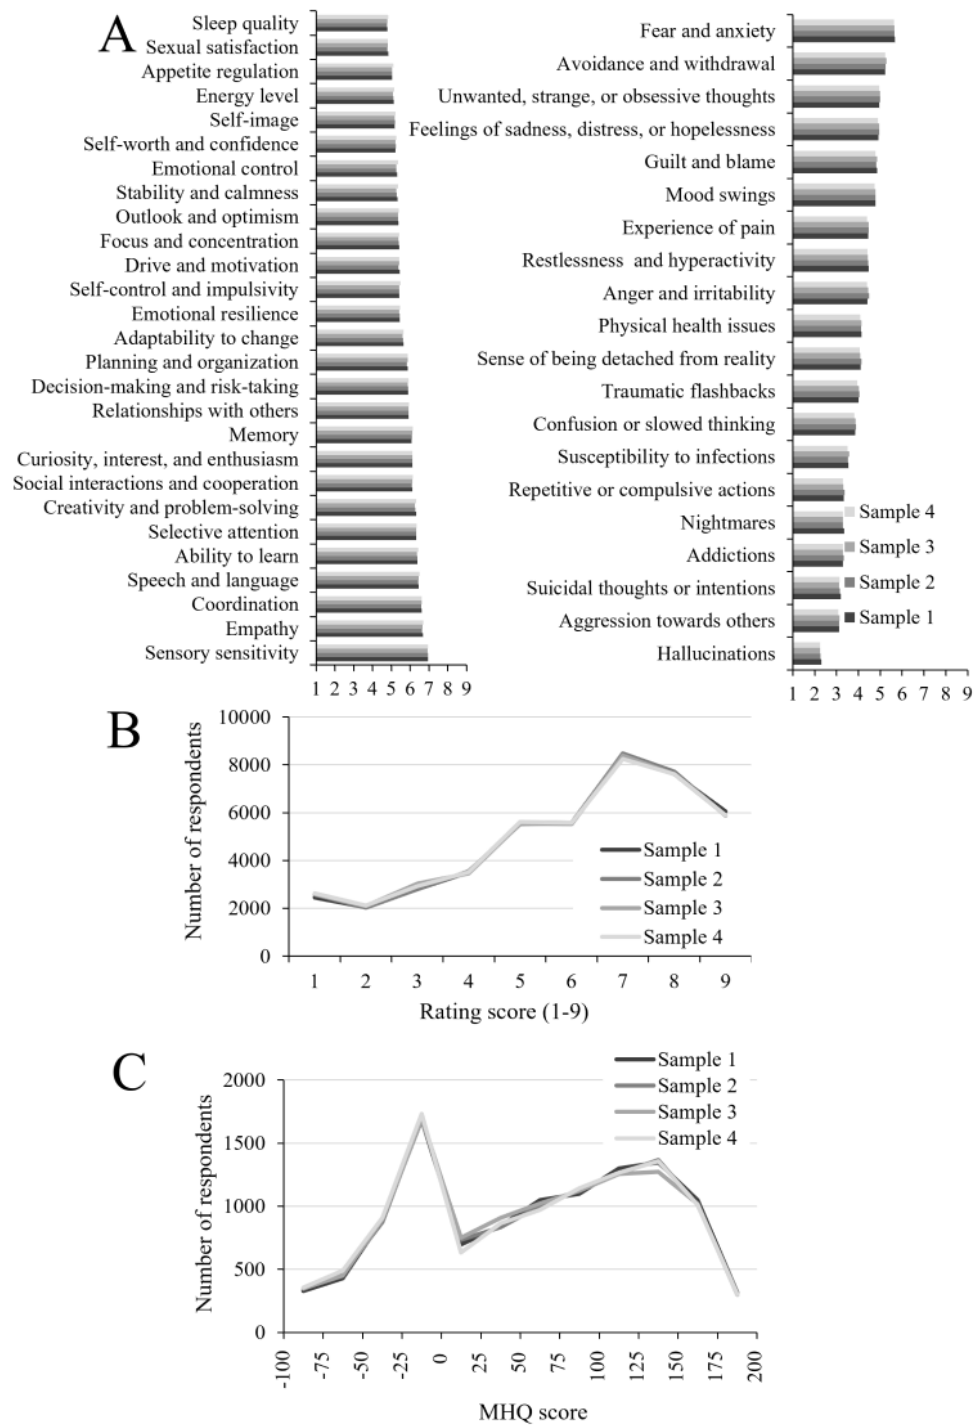 A
Sleep quality
Sexual satisfaction
Appetite regulation
Energy level
Self-image
Self-worth and confidence
Emotional control
Stability and calmness
Outlook and optimism
Focus and concentration
Drive and motivation
Self-control and impulsivity
Emotional resilience
Adaptability to change
Planning and organization
Decision-making and risk-taking
Relationships with others
Memory
Curiosity, interest, and enthusiasm
Social interactions and cooperation
Creativity and problem-solving
Selective attention
Ability to learn
Speech and language
Coordination
Empathy
Sensory sensitivity
1 2 3 4 5 6 7 8 9
Fear and anxiety
Avoidance and withdrawal
Unwanted, strange, or obsessive thoughts
Feelings of sadness, distress, or hopelessness
Guilt and blame
Mood swings
Experience of pain
Restlessness and hyperactivity
Anger and irritability
Physical health issues
Sense of being detached from reality
Traumatic flashbacks
Confusion or slowed thinking
Susceptibility to infections
Repetitive or compulsive actions
Nightmares
Addictions
Suicidal thoughts or intentions
Aggression towards others
Hallucinations
1 2 3 4 5 6 7 8 9
Sample 4
Sample 3
Sample 2
Sample 1
B
Number of respondents
10000
8000
6000
4000
2000
0
1 2 3 4 5 6 7 8 9
Rating score (1-9)
Sample 1
Sample 2
Sample 3
Sample 4
C
Number of respondents
2000
1500
1000
500
0
-100 -75 -50 -25 0 25 50 75 100 125 150 175 200
MHQ score
Sample 1
Sample 2
Sample 3
Sample 4